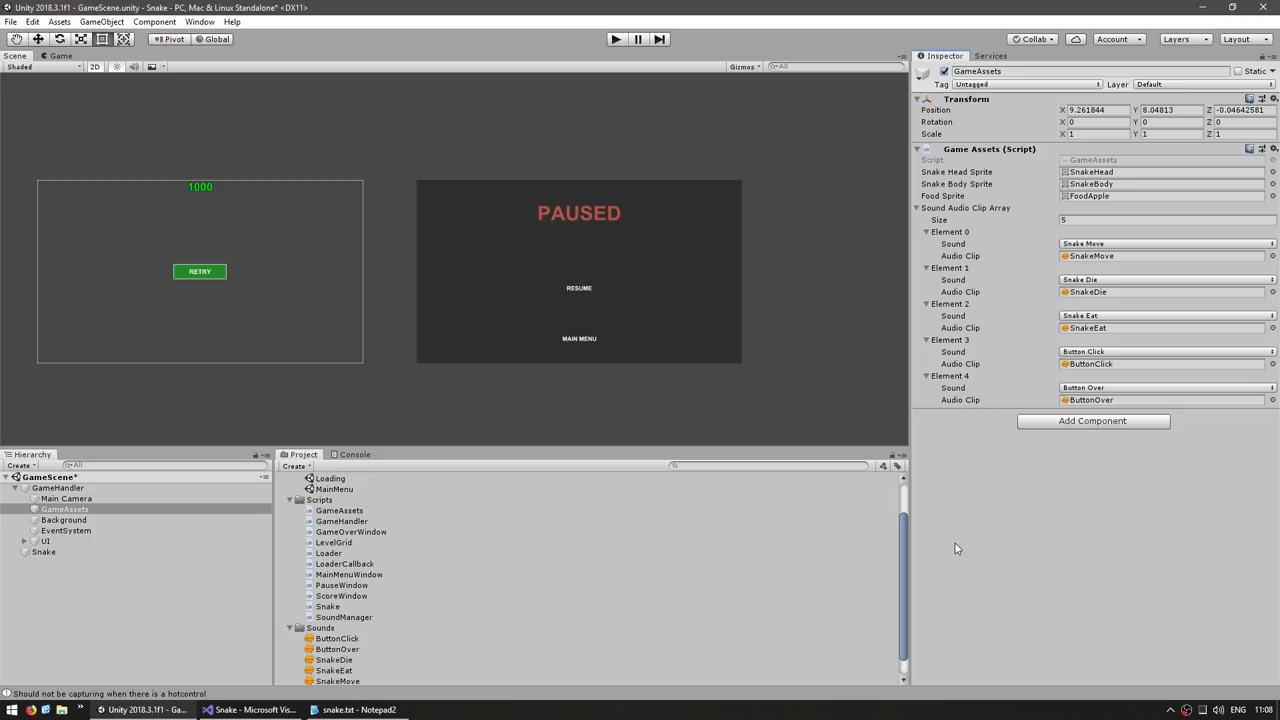 Unity 2018.3.1f1 - GameScene.unity - Snake - PC, Mac & Linux Standalone* <DX11>
File Edit Assets GameObject Component Window Help
Pivot Global Collab Account Layers Layout
Scene Game
Shaded 2D Gizmos All
1000
RETRY
PAUSED
RESUME
MAIN MENU
Inspector Services
GameAssets Static
Tag Untagged Layer Default
Transform
Position X 9.261844 Y 8.04813 Z -0.04642581
Rotation X 0 Y 0 Z 0
Scale X 1 Y 1 Z 1
Game Assets (Script)
Script GameAssets
Snake Head Sprite SnakeHead
Snake Body Sprite SnakeBody
Food Sprite FoodApple
Sound Audio Clip Array
Size 5
Element 0
Sound Snake Move
Audio Clip SnakeMove
Element 1
Sound Snake Die
Audio Clip SnakeDie
Element 2
Sound Snake Eat
Audio Clip SnakeEat
Element 3
Sound Button Click
Audio Clip ButtonClick
Element 4
Sound Button Over
Audio Clip ButtonOver
Add Component
Hierarchy
Create All
GameScene*
GameHandler
Main Camera
GameAssets
Background
EventSystem
UI
Snake
Project Console
Create
Loading
MainMenu
Scripts
GameAssets
GameHandler
GameOverWindow
LevelGrid
Loader
LoaderCallback
MainMenuWindow
PauseWindow
ScoreWindow
Snake
SoundManager
Sounds
ButtonClick
ButtonOver
SnakeDie
SnakeEat
SnakeMove
Should not be capturing when there is a hotcontrol
Unity 2018.3.1f1 - Ga... Snake - Microsoft Vis... snake.txt - Notepad2 ENG 11:08